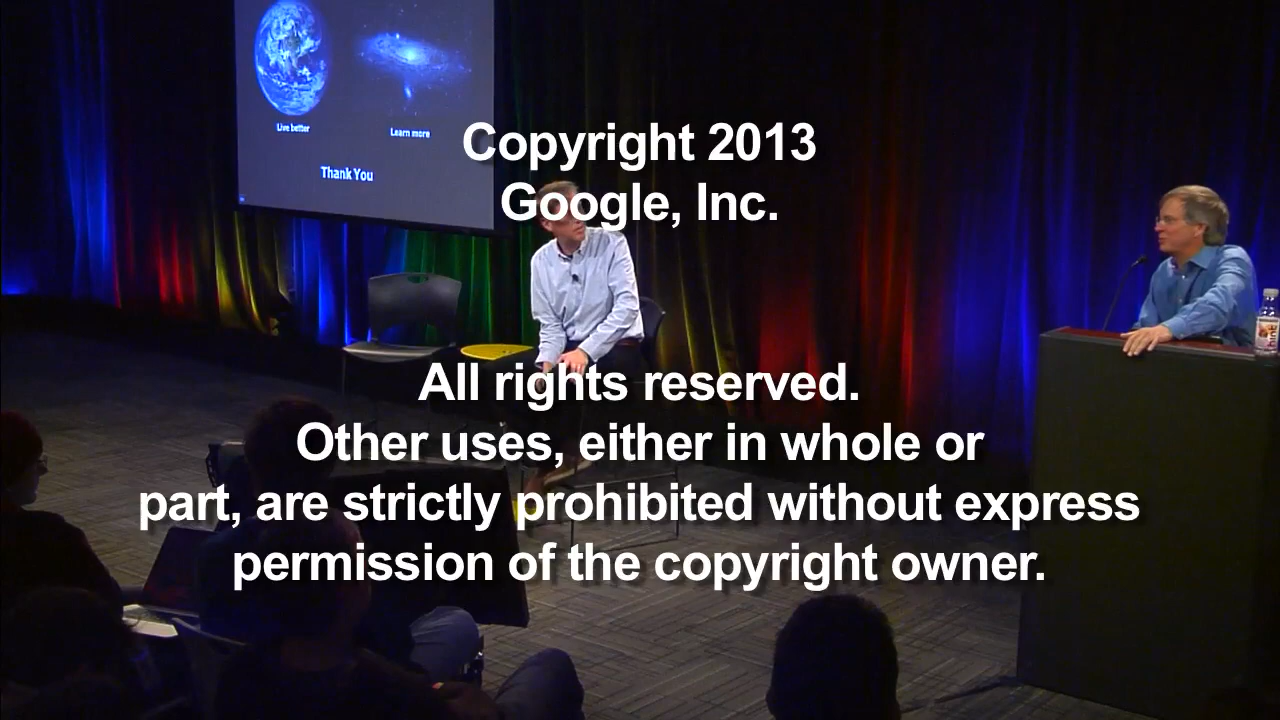 Live better
Learn more
Thank You
Copyright 2013
Google, Inc.
All rights reserved.
Other uses, either in whole or
part, are strictly prohibited without express
permission of the copyright owner.